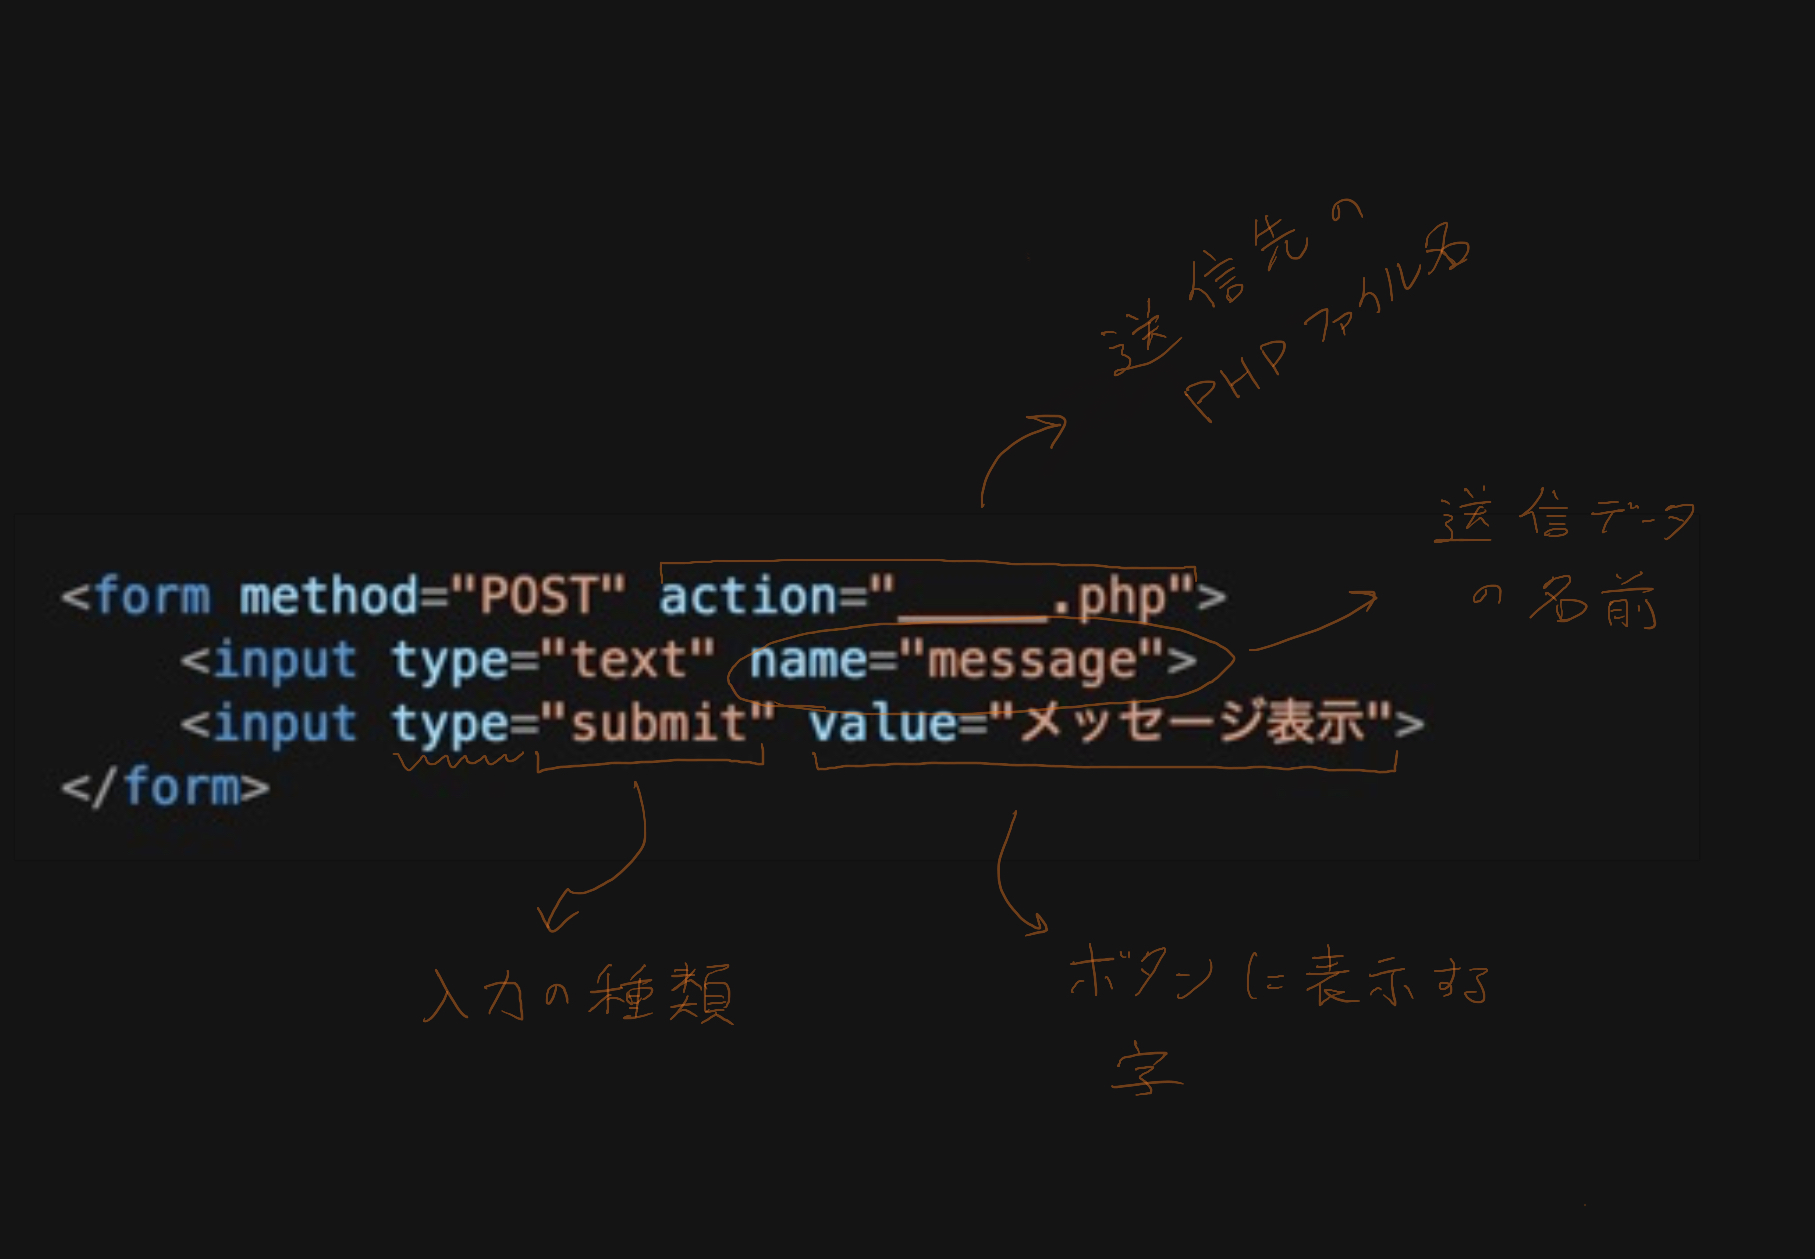 送信先の
PHPファイル名
送信データ
の名前
<form method="POST" action="_____.php">
<input type="text" name="message">
<input type="submit" value="メッセージ表示">
</form>
入力の種類
ボタンに表示する
字